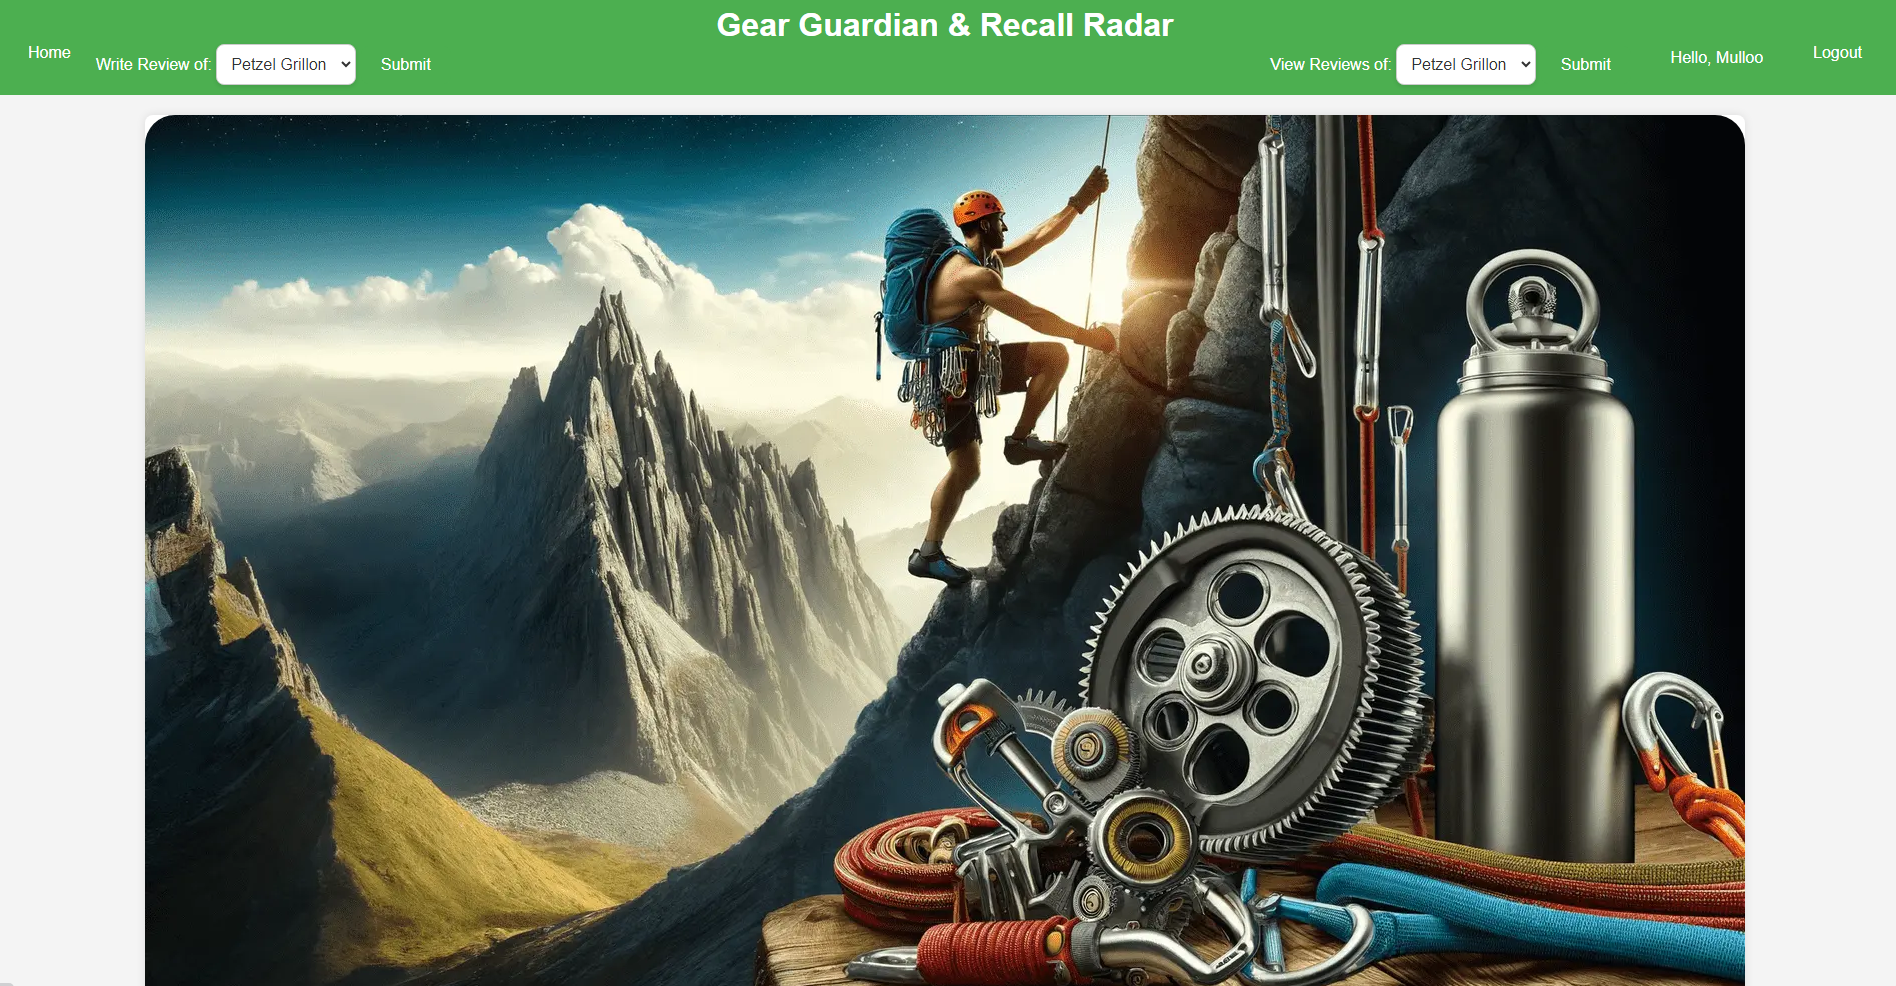 Gear Guardian & Recall Radar
Home
Write Review of: Petzel Grillon Submit
View Reviews of: Petzel Grillon Submit
Hello, Mulloo
Logout